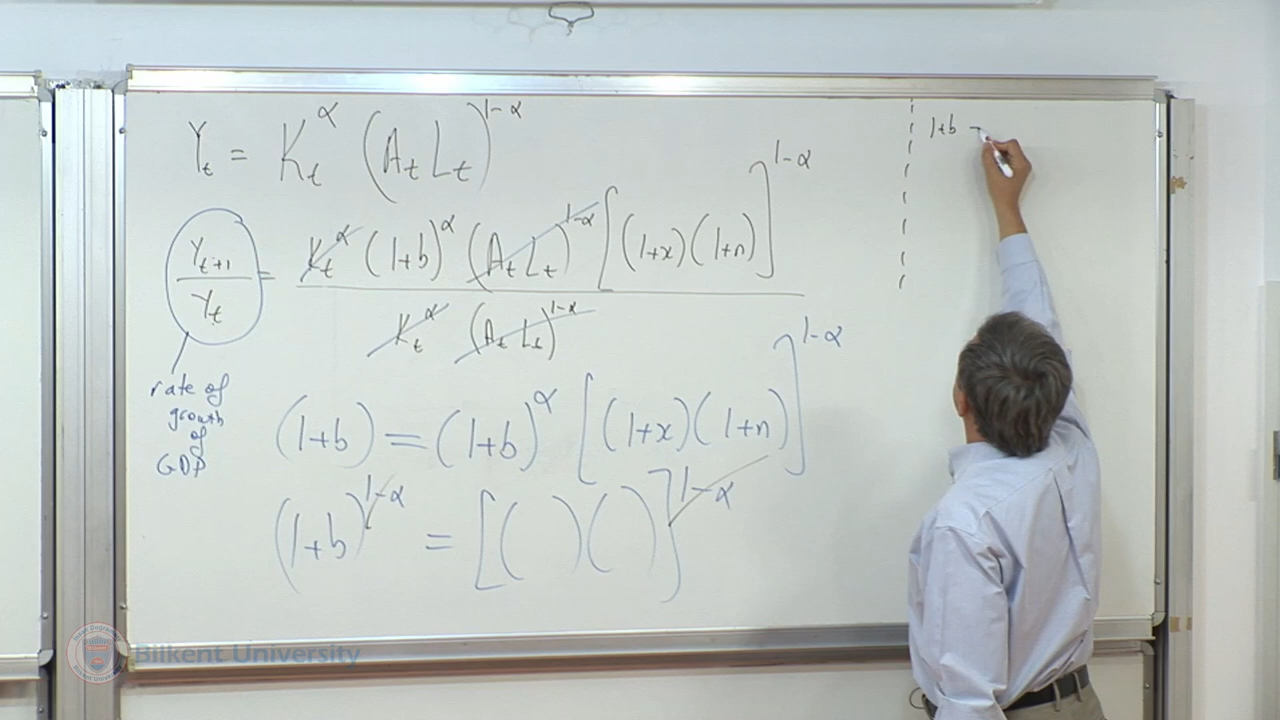 Y_t = K_t^α (A_t L_t)^{1-α}
Y_{t+1} / Y_t = K_t^α (1+b)^α (A_t L_t)^{1-α} [(1+x)(1+n)]^{1-α} / K_t^α (A_t L_t)^{1-α}
rate of
growth
of
GDP
(1+b) = (1+b)^α [(1+x)(1+n)]^{1-α}
(1+b)^{1-α} = [( )( )]^{1-α}
1+b =
Bilkent University